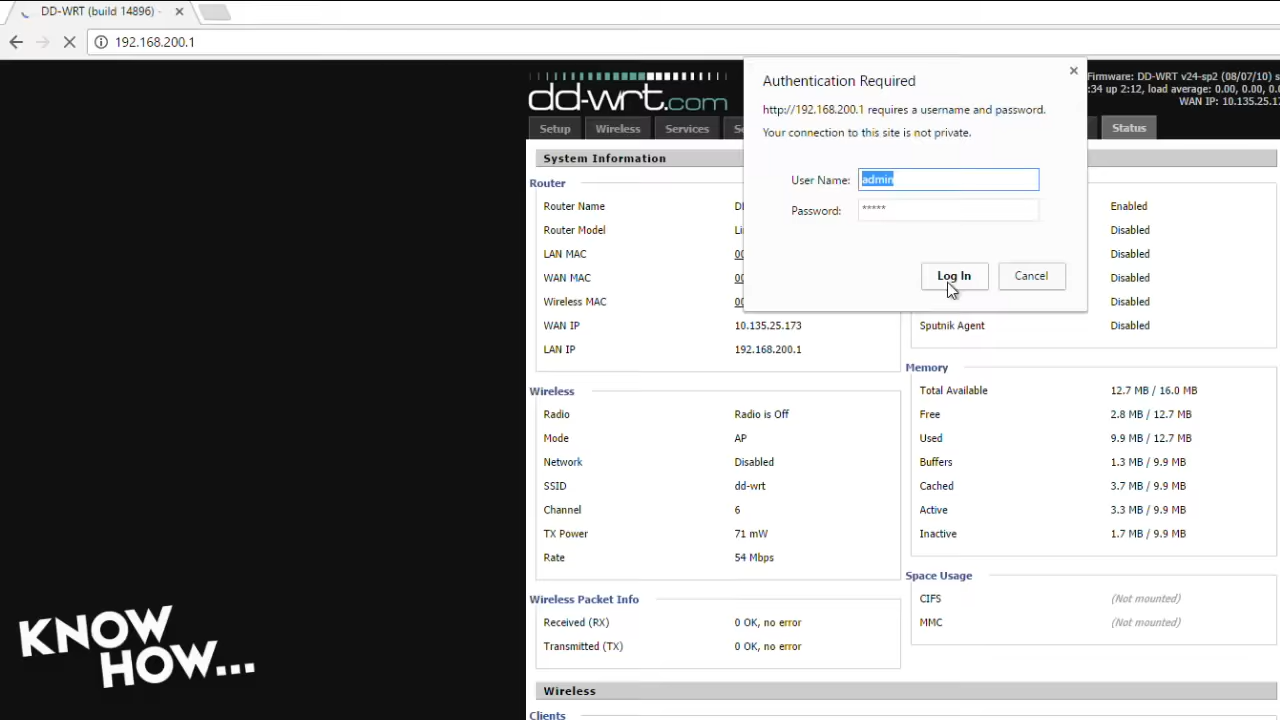 DD-WRT (build 14896) -
192.168.200.1
dd-wrt.com
Firmware: DD-WRT v24-sp2 (08/07/10) s
:34 up 2:12, load average: 0.00, 0.00, 0.0
WAN IP: 10.135.25.17
Setup Wireless Services Status
Authentication Required
http://192.168.200.1 requires a username and password.
Your connection to this site is not private.
User Name: admin
Password: *****
Log In Cancel
System Information
Router
Router Name
Enabled
Router Model
Disabled
LAN MAC
Disabled
WAN MAC
Disabled
Wireless MAC
Disabled
WAN IP 10.135.25.173
Sputnik Agent Disabled
LAN IP 192.168.200.1
Wireless
Radio Radio is Off
Mode AP
Network Disabled
SSID dd-wrt
Channel 6
TX Power 71 mW
Rate 54 Mbps
Wireless Packet Info
Received (RX) 0 OK, no error
Transmitted (TX) 0 OK, no error
Memory
Total Available 12.7 MB / 16.0 MB
Free 2.8 MB / 12.7 MB
Used 9.9 MB / 12.7 MB
Buffers 1.3 MB / 9.9 MB
Cached 3.7 MB / 9.9 MB
Active 3.3 MB / 9.9 MB
Inactive 1.7 MB / 9.9 MB
Space Usage
CIFS (Not mounted)
MMC (Not mounted)
Wireless
Clients
KNOW
HOW...